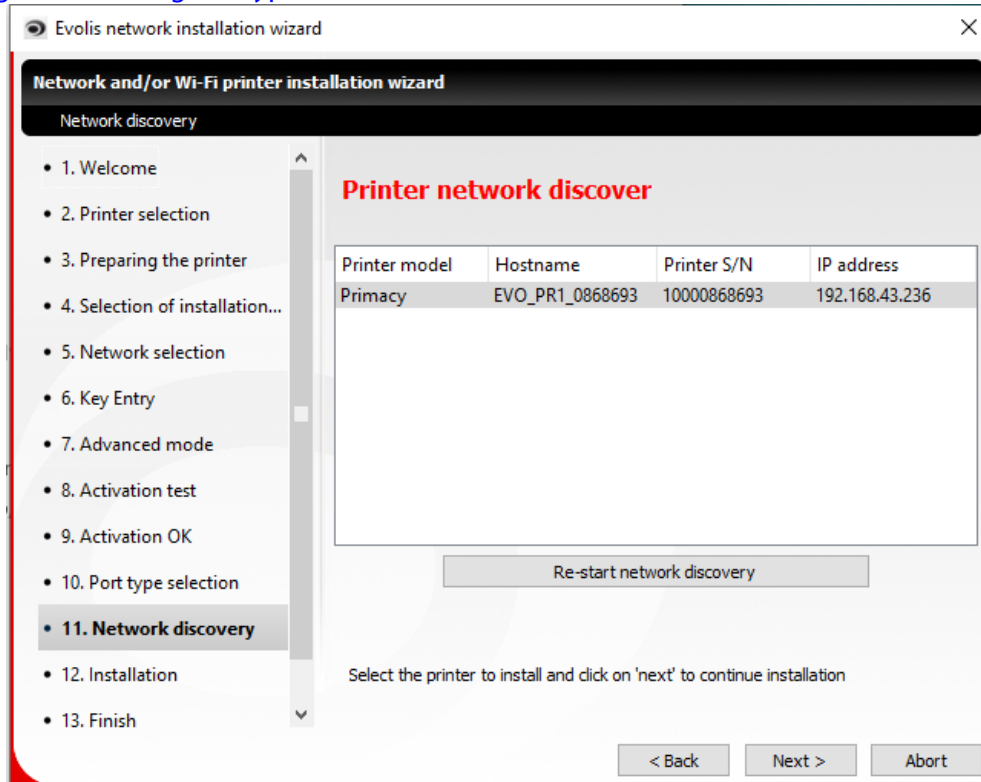 Evolis network installation wizard
Network and/or Wi-Fi printer installation wizard
Network discovery
• 1. Welcome
• 2. Printer selection
• 3. Preparing the printer
• 4. Selection of installation...
• 5. Network selection
• 6. Key Entry
• 7. Advanced mode
• 8. Activation test
• 9. Activation OK
• 10. Port type selection
• 11. Network discovery
• 12. Installation
• 13. Finish
Printer network discover
Printer model Hostname Printer S/N IP address
Primacy EVO_PR1_0868693 10000868693 192.168.43.236
Re-start network discovery
Select the printer to install and click on 'next' to continue installation
< Back Next > Abort